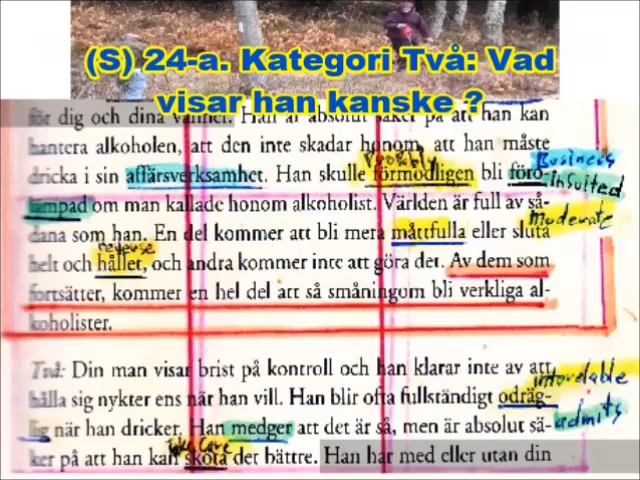 (S) 24-a. Kategori Två: Vad
visar han kanske ?
för dig och dina vänner. Han är absolut säker på att han kan
hantera alkoholen, att den inte skadar honom, att han måste
Probably
Business
dricka i sin affärsverksamhet. Han skulle förmodligen bli föro-
insulted
lämpad om man kallade honom alkoholist. Världen är full av så-
Moderate
dana som han. En del kommer att bli mera måttfulla eller sluta
reverse
helt och hållet, och andra kommer inte att göra det. Av dem som
fortsätter, kommer en hel del att så småningom bli verkliga al-
koholister.
Två: Din man visar brist på kontroll och han klarar inte av att
hålla sig nykter ens när han vill. Han blir ofta fullständigt odräg-
admits
lig när han dricker. Han medger att det är så, men är absolut sä-
take care
ker på att han kan sköta det bättre. Han har med eller utan din